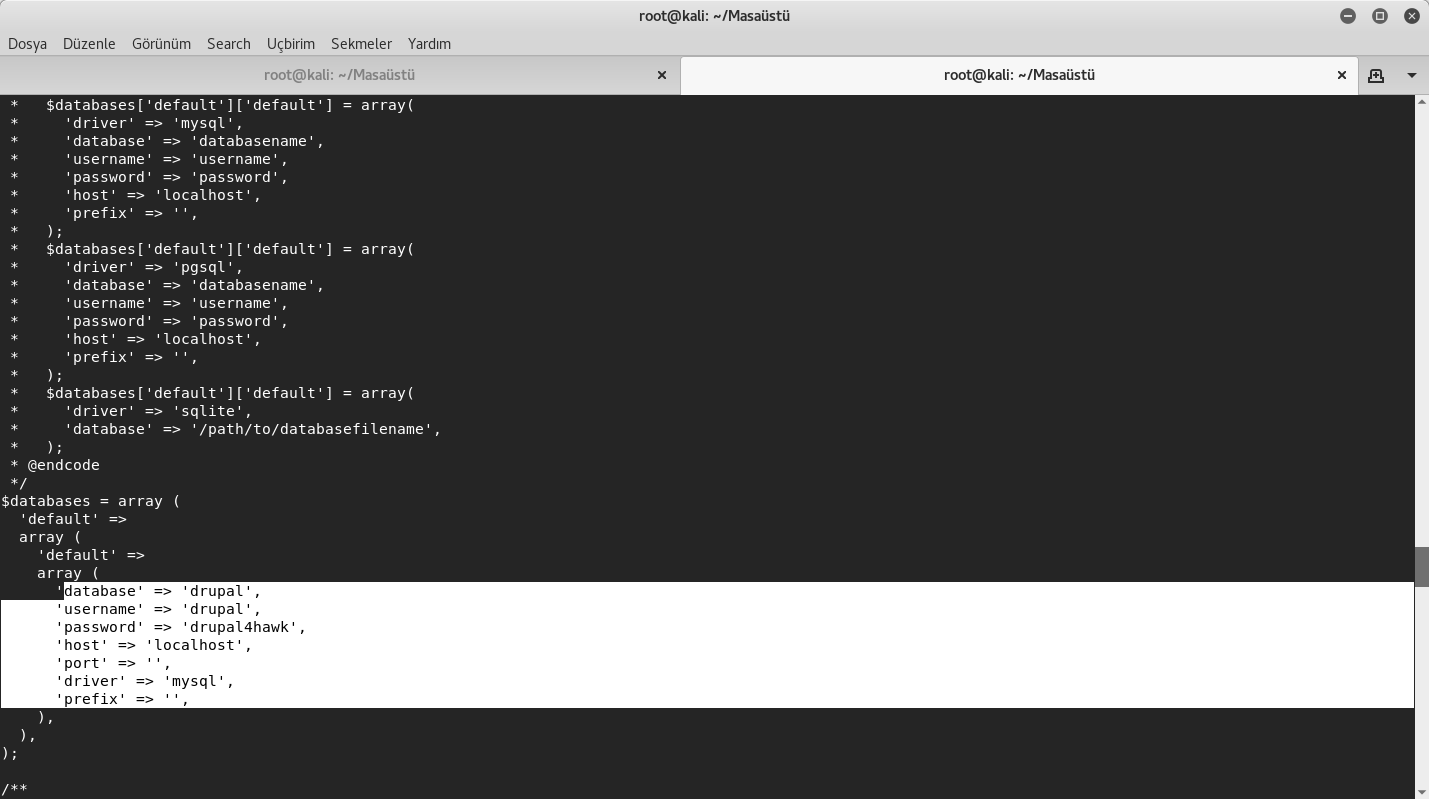 root@kali: ~/Masaüstü
Dosya Düzenle Görünüm Search Uçbirim Sekmeler Yardım
root@kali: ~/Masaüstü root@kali: ~/Masaüstü
 *   $databases['default']['default'] = array(
 *     'driver' => 'mysql',
 *     'database' => 'databasename',
 *     'username' => 'username',
 *     'password' => 'password',
 *     'host' => 'localhost',
 *     'prefix' => '',
 *   );
 *   $databases['default']['default'] = array(
 *     'driver' => 'pgsql',
 *     'database' => 'databasename',
 *     'username' => 'username',
 *     'password' => 'password',
 *     'host' => 'localhost',
 *     'prefix' => '',
 *   );
 *   $databases['default']['default'] = array(
 *     'driver' => 'sqlite',
 *     'database' => '/path/to/databasefilename',
 *   );
 * @endcode
 */
$databases = array (
  'default' =>
  array (
    'default' =>
    array (
      'database' => 'drupal',
      'username' => 'drupal',
      'password' => 'drupal4hawk',
      'host' => 'localhost',
      'port' => '',
      'driver' => 'mysql',
      'prefix' => '',
    ),
  ),
);
/**